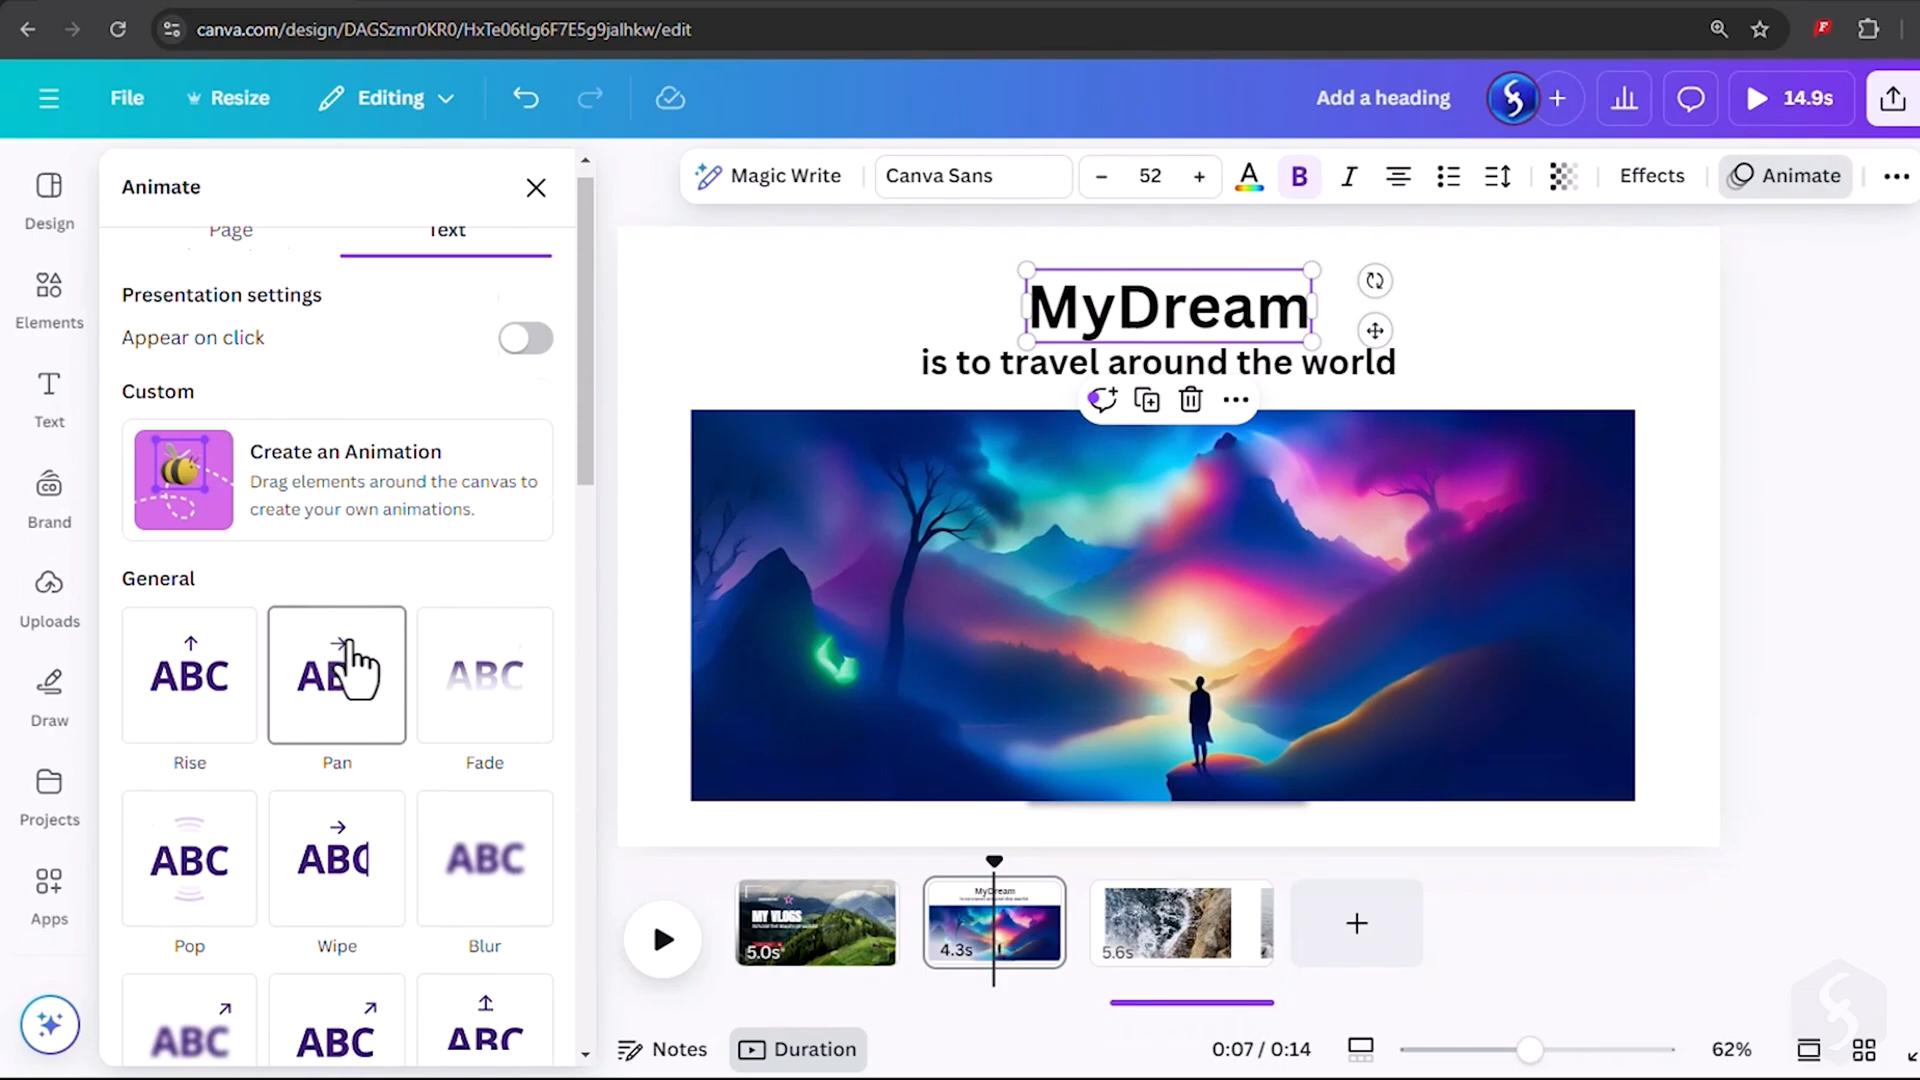 canva.com/design/DAGSzmr0KR0/HxTe06tIg6F7E5g9jaIhkw/edit
File
Resize
Editing
Add a heading
14.9s
Design
Elements
Text
Brand
Uploads
Draw
Projects
Apps
Animate
Page
Text
Presentation settings
Appear on click
Custom
Create an Animation
Drag elements around the canvas to
create your own animations.
General
ABC
ABC
Rise
Pan
Fade
ABC
ABC
ABC
Pop
Wipe
Blur
ABC
ABC
ABC
Magic Write
Canva Sans
52
Effects
Animate
MyDream
is to travel around the world
MY VLOGS
5.0s
MyDream
4.3s
5.6s
Notes
Duration
0:07 / 0:14
62%